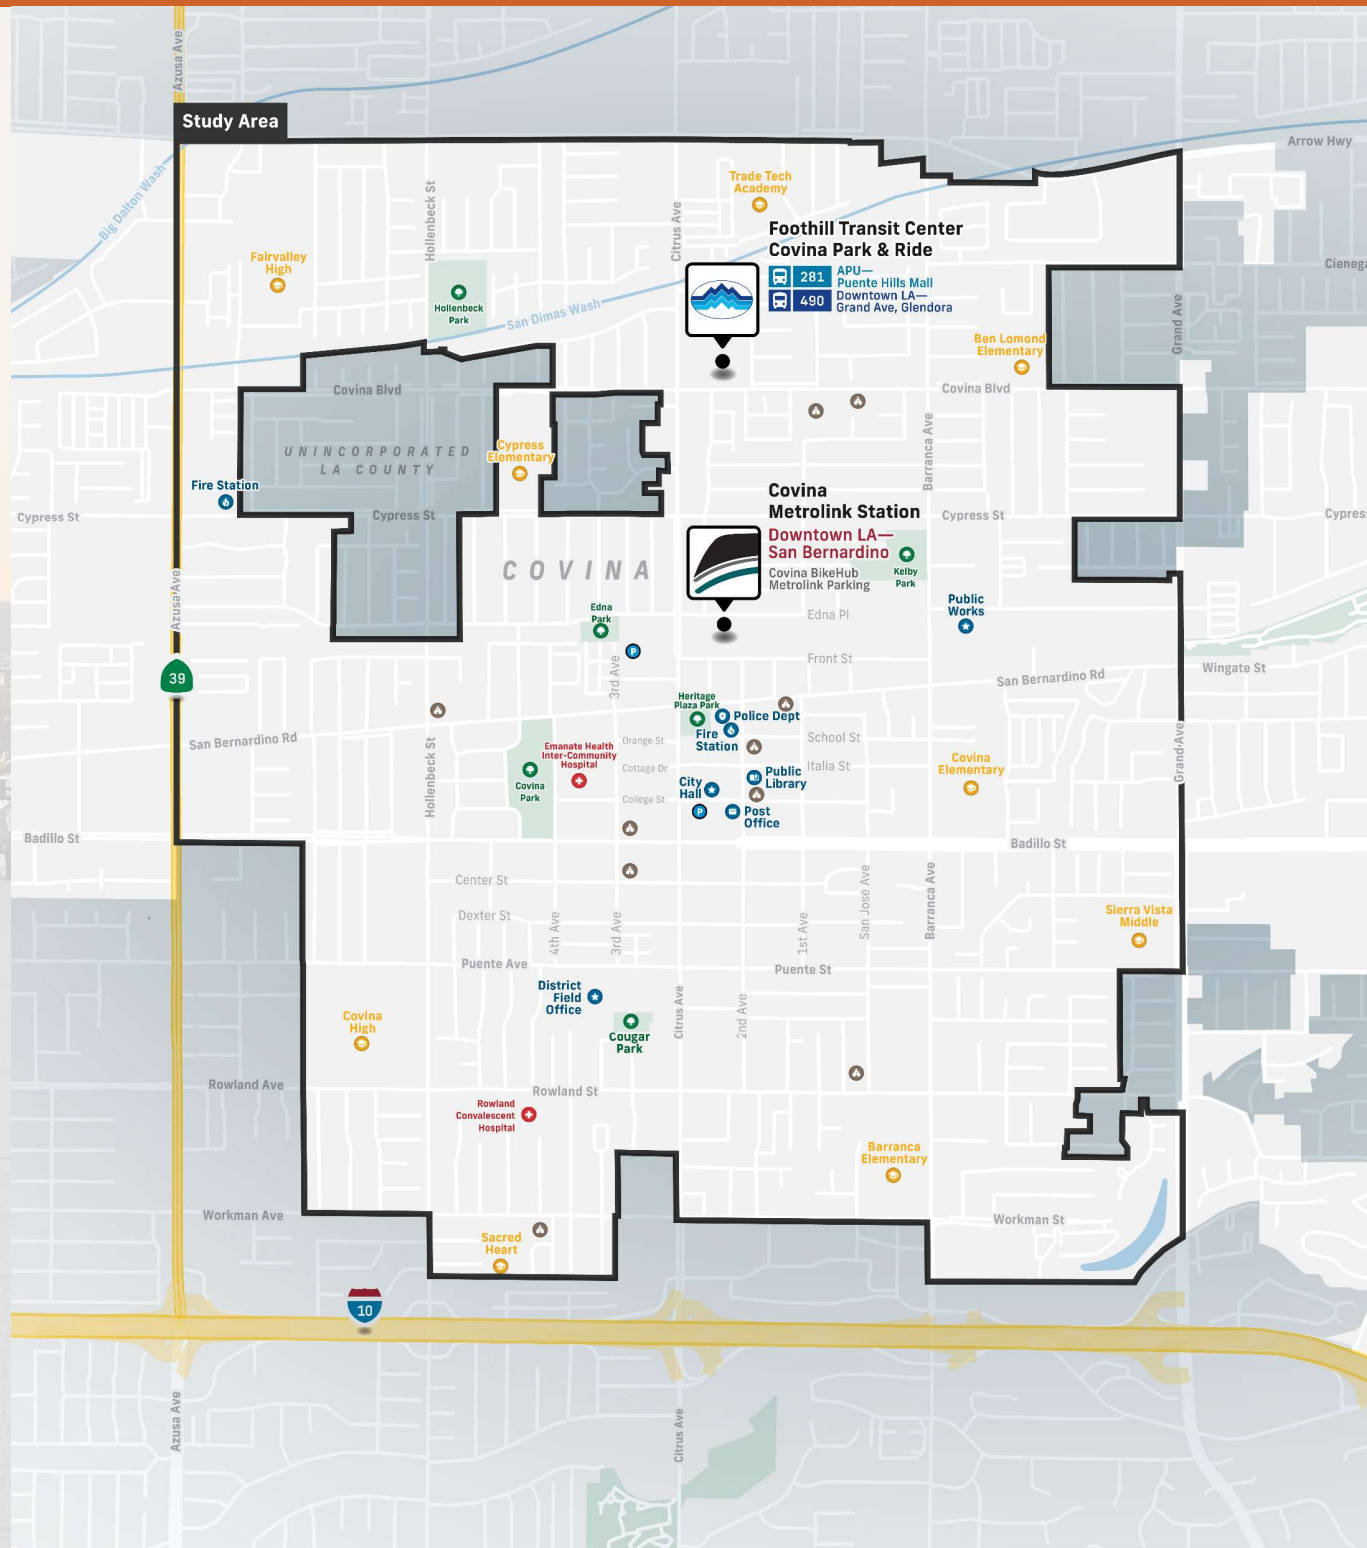 Azusa Ave
Study Area
Arrow Hwy
Big Dalton Wash
Hollenbeck St
Citrus Ave
Trade Tech
Academy
Foothill Transit Center
Covina Park & Ride
281
APU—
Puente Hills Mall
490
Downtown LA—
Grand Ave, Glendora
Fairvalley
High
Hollenbeck
Park
San Dimas Wash
Cienega
Grand Ave
Ben Lomond
Elementary
Covina Blvd
Covina Blvd
Barranca Ave
UNINCORPORATED
LA COUNTY
Cypress
Elementary
Fire Station
Cypress St
Cypress St
Cypress St
Cypress
Covina
Metrolink Station
Downtown LA—
San Bernardino
Covina BikeHub
Metrolink Parking
Kelby
Park
COVINA
Azusa Ave
Edna
Park
Edna Pl
Public
Works
P
3rd Ave
Front St
San Bernardino Rd
Wingate St
39
Heritage
Plaza Park
Police Dept
Fire
Station
San Bernardino Rd
Hollenbeck St
Emanate Health
Inter-Community
Hospital
Orange St
Cottage Dr
College St
School St
Italia St
Covina
Elementary
Grand Ave
Covina
Park
City
Hall
Public
Library
P
Post
Office
Badillo St
Badillo St
Center St
Dexter St
4th Ave
3rd Ave
1st Ave
San Jose Ave
Barranca Ave
Sierra Vista
Middle
Puente Ave
Puente St
District
Field
Office
Citrus Ave
2nd Ave
Covina
High
Cougar
Park
Rowland Ave
Rowland St
Rowland
Convalescent
Hospital
Barranca
Elementary
Workman Ave
Workman St
Sacred
Heart
10
Azusa Ave
Citrus Ave